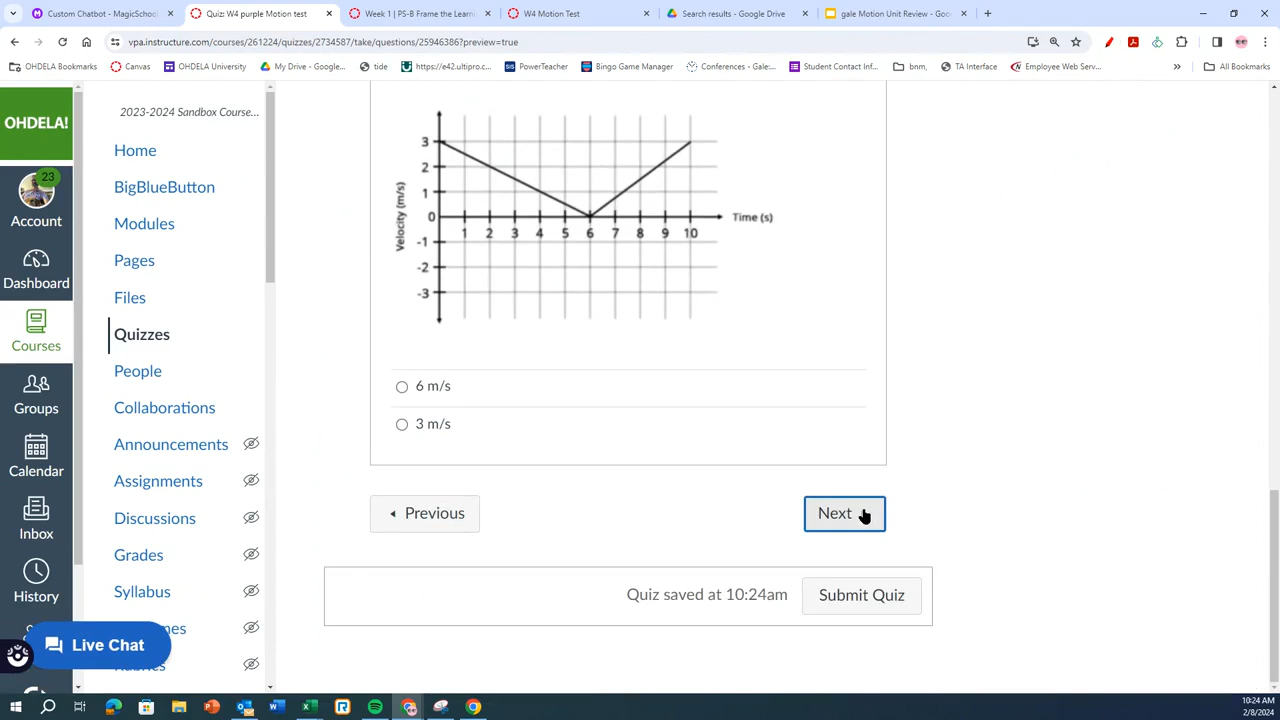 Custom Chatbot - MagicSchool
Quiz: W4 purple Motion test
Week 1 | PS-B Frame the Learni
W4 Motion Test
Search results - Google Drive
gale Motion Unit Review - Goo
vpa.instructure.com/courses/261224/quizzes/2734587/take/questions/25946386?preview=true
OHDELA Bookmarks
Canvas
OHDELA University
My Drive - Google...
tide
https://e42.ultipro.c...
SIS PowerTeacher
Bingo Game Manager
Conferences - Gale:...
Student Contact Inf...
bnm,
TA Interface
Employee Web Serv...
All Bookmarks
OHDELA!
23
Account
Dashboard
Courses
Groups
Calendar
Inbox
History
2023-2024 Sandbox Course...
Home
BigBlueButton
Modules
Pages
Files
Quizzes
People
Collaborations
Announcements
Assignments
Discussions
Grades
Syllabus
Live Chat
3
2
1
0
-1
-2
-3
Velocity (m/s)
1 2 3 4 5 6 7 8 9 10
Time (s)
6 m/s
3 m/s
Previous
Next
Quiz saved at 10:24am
Submit Quiz
10:24 AM
2/8/2024